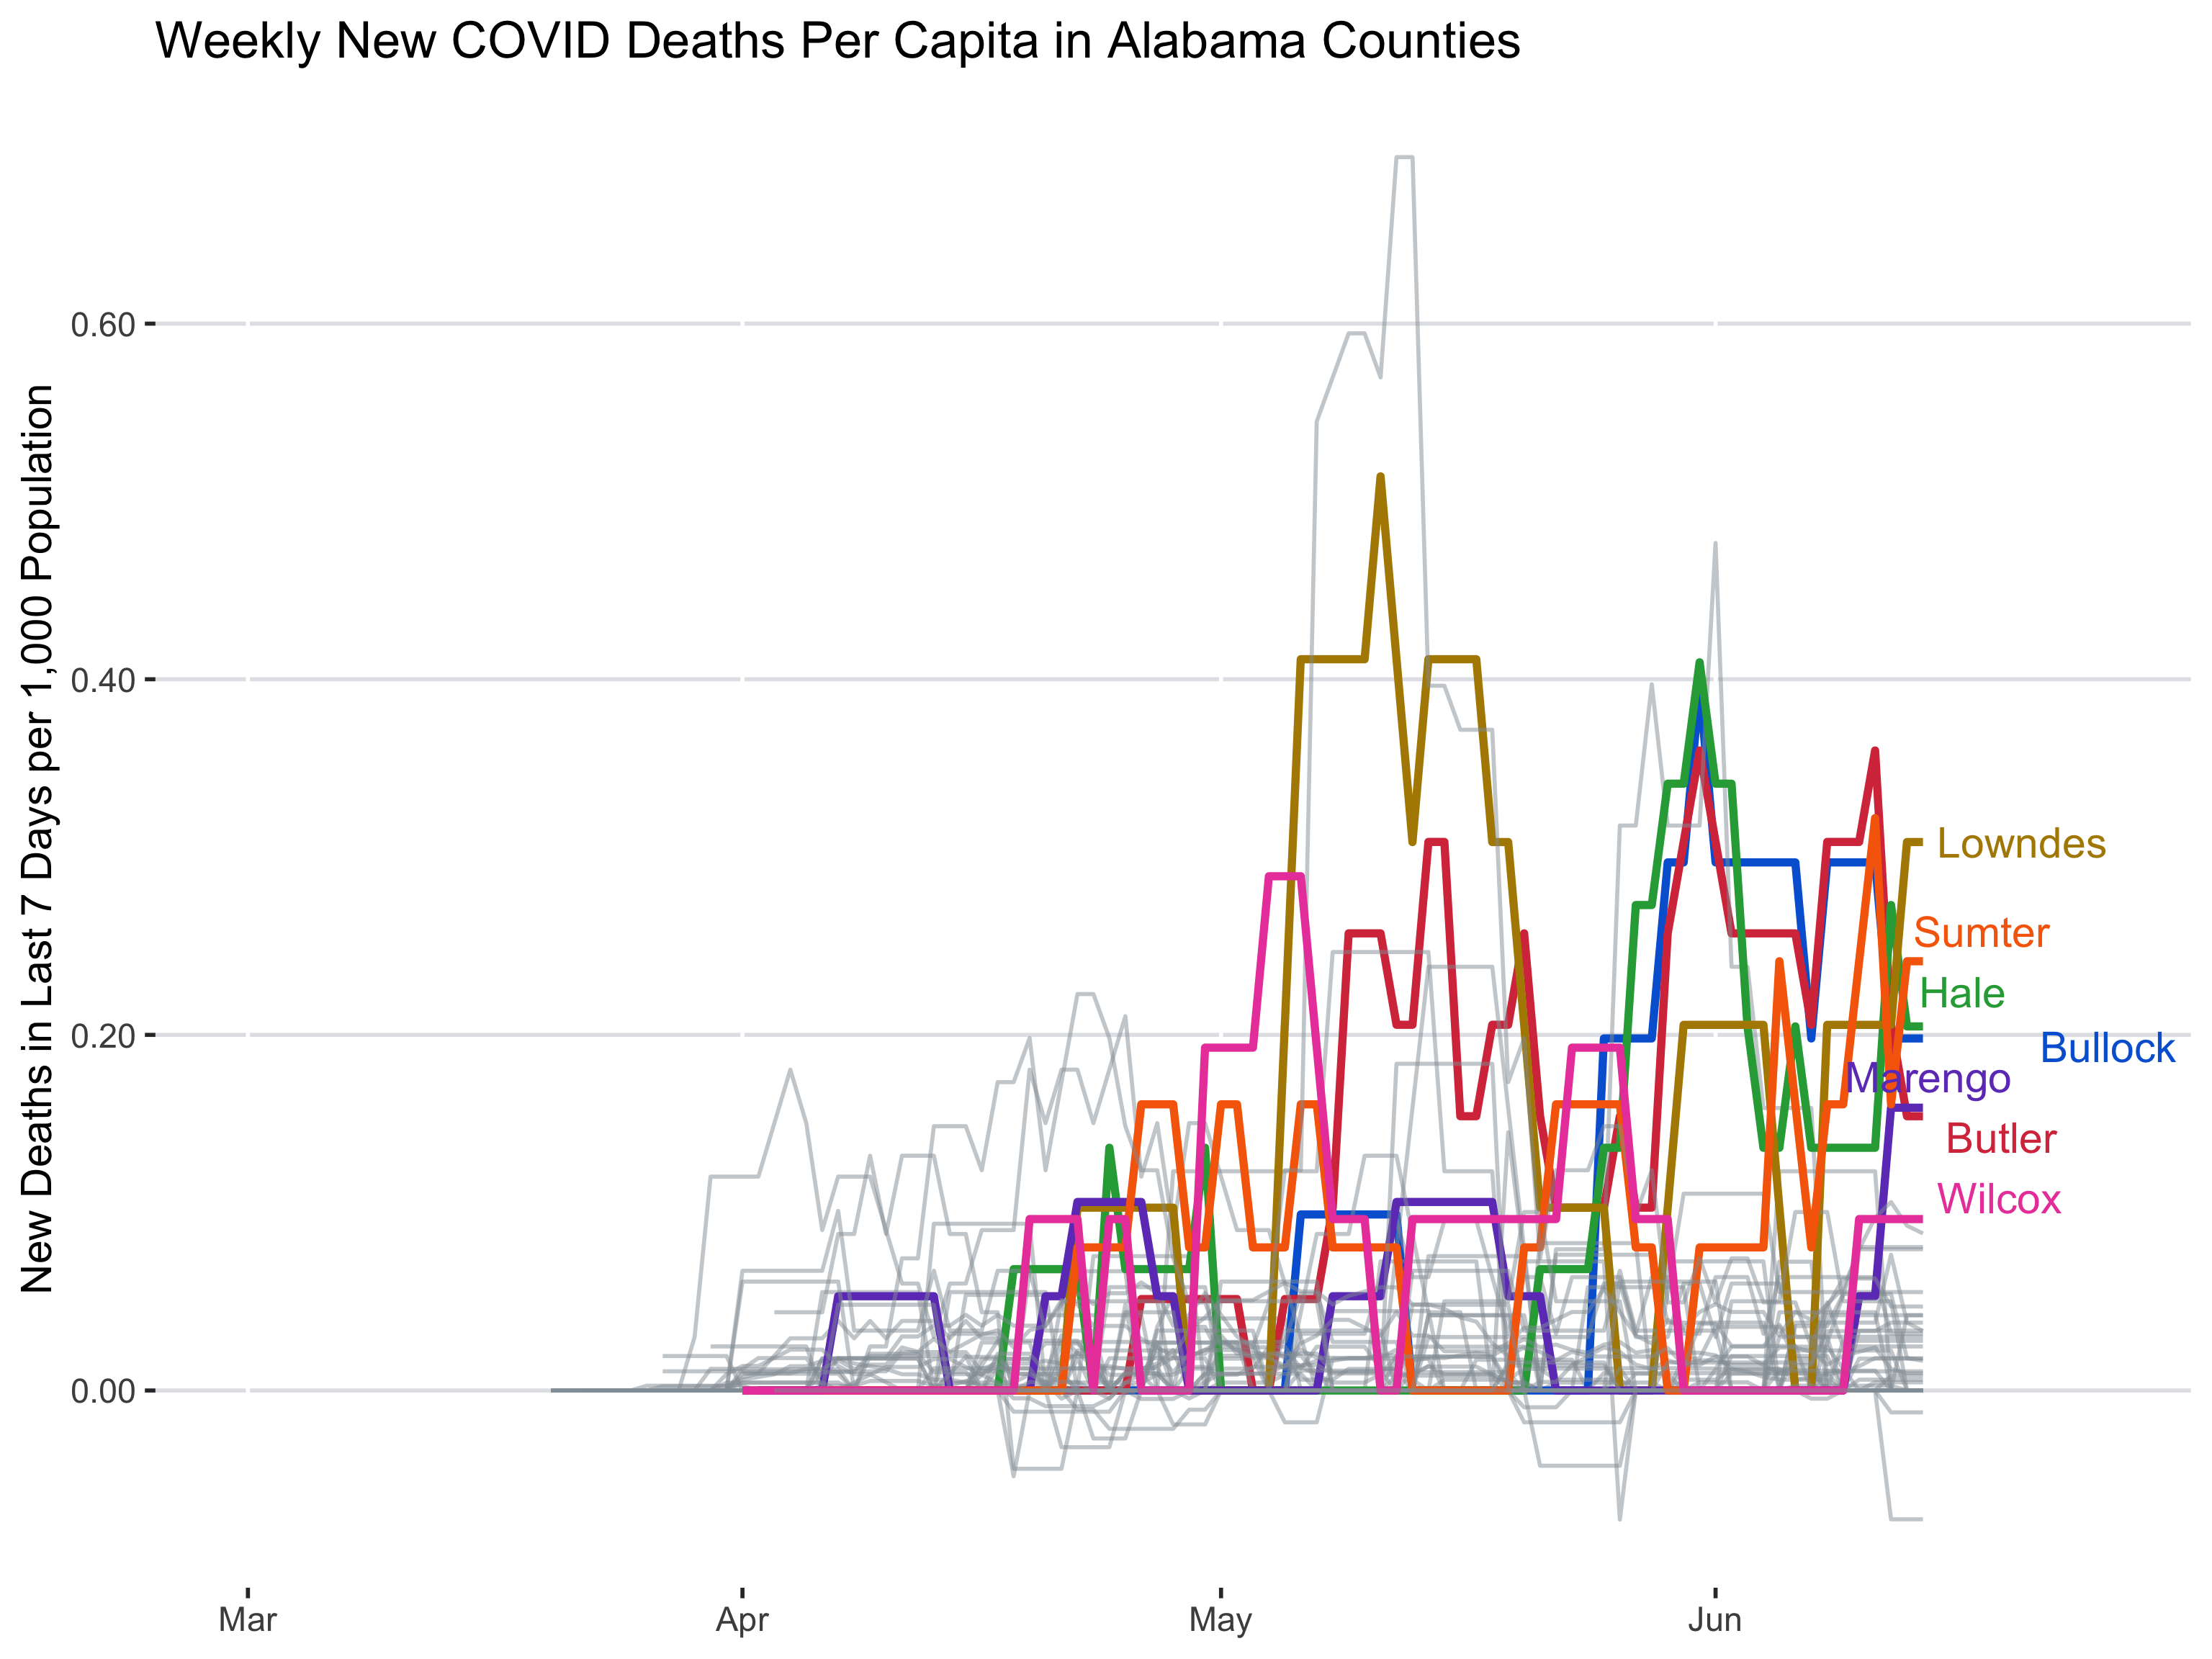 Weekly New COVID Deaths Per Capita in Alabama Counties
New Deaths in Last 7 Days per 1,000 Population
0.60
0.40
0.20
0.00
Lowndes
Sumter
Hale
Bullock
Marengo
Butler
Wilcox
Mar
Apr
May
Jun